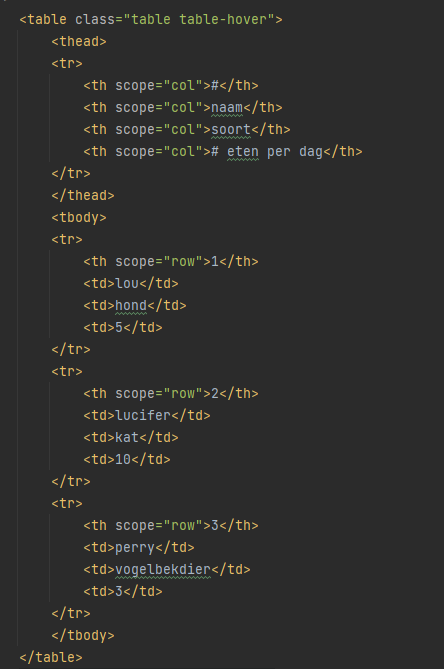 <table class="table table-hover">
<thead>
<tr>
<th scope="col">#</th>
<th scope="col">naam</th>
<th scope="col">soort</th>
<th scope="col"># eten per dag</th>
</tr>
</thead>
<tbody>
<tr>
<th scope="row">1</th>
<td>lou</td>
<td>hond</td>
<td>5</td>
</tr>
<tr>
<th scope="row">2</th>
<td>lucifer</td>
<td>kat</td>
<td>10</td>
</tr>
<tr>
<th scope="row">3</th>
<td>perry</td>
<td>vogelbekdier</td>
<td>3</td>
</tr>
</tbody>
</table>